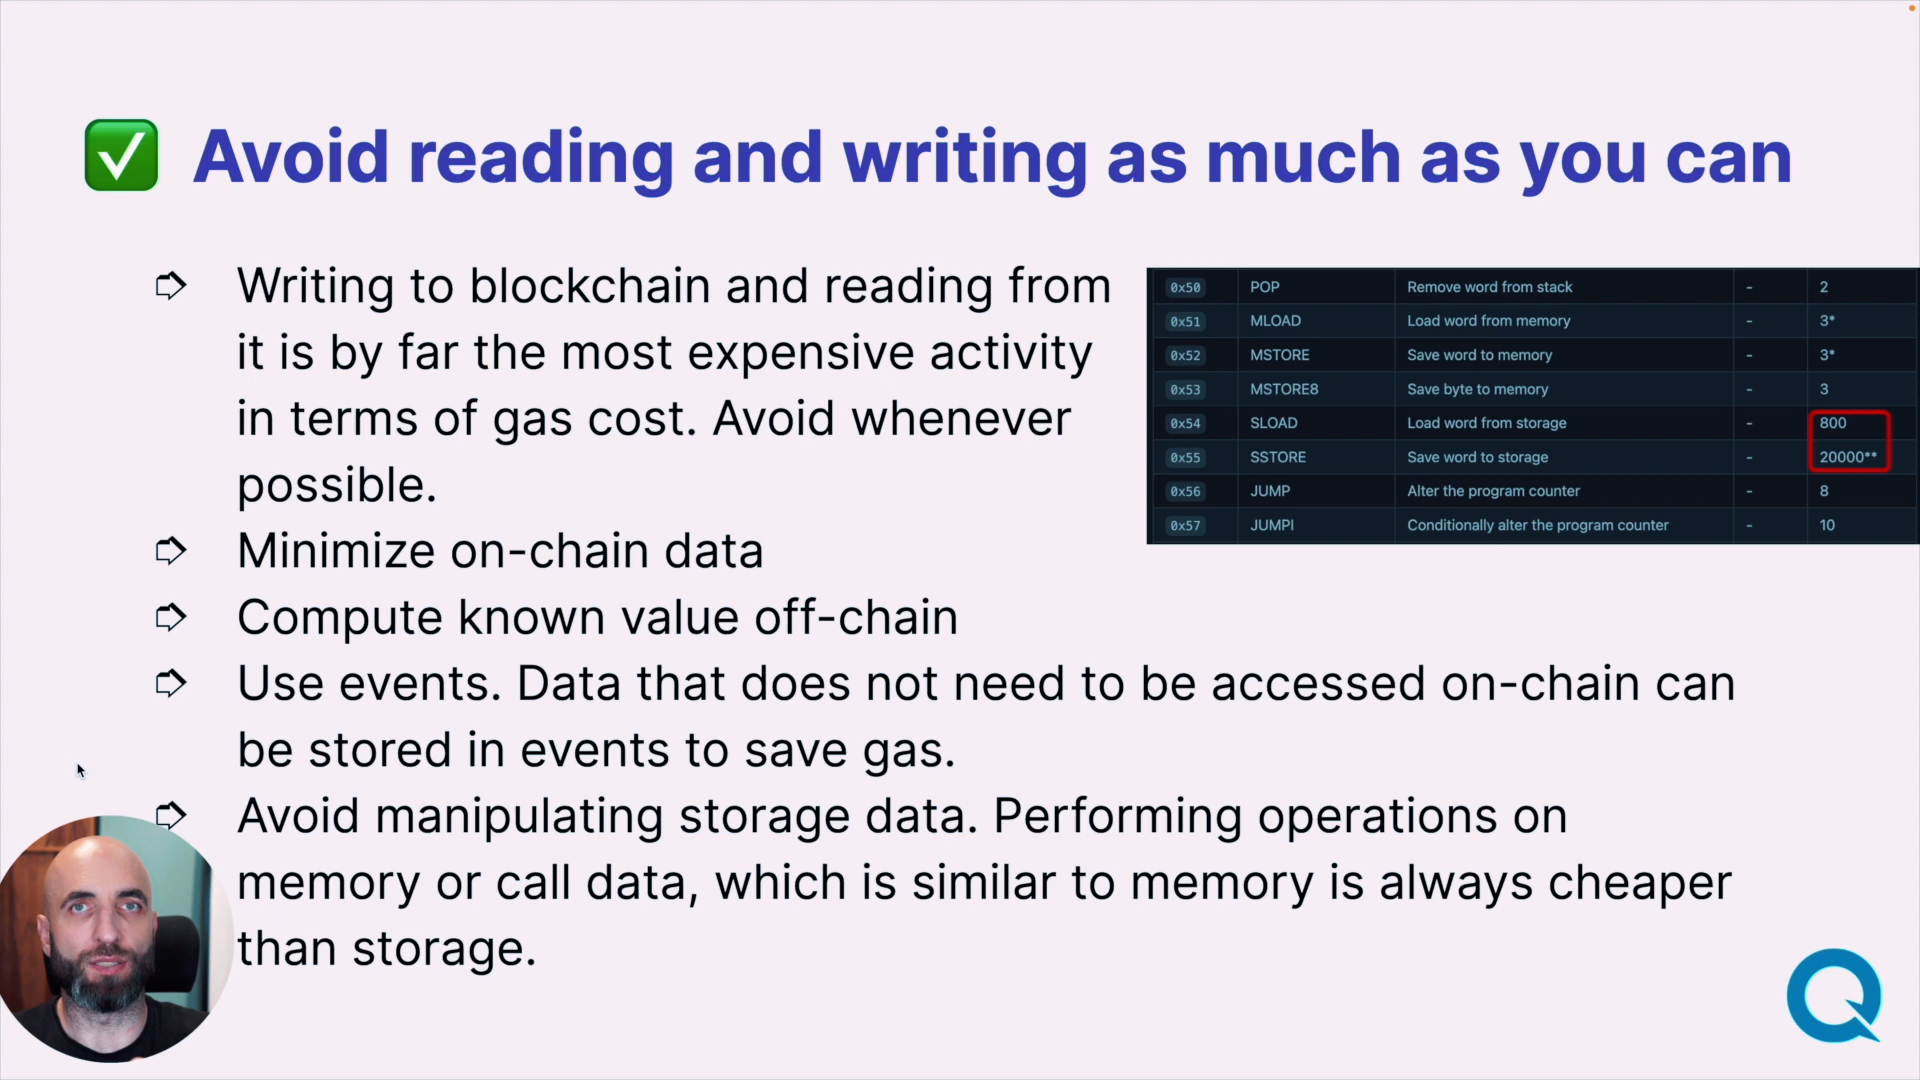 ✅ Avoid reading and writing as much as you can
➩ Writing to blockchain and reading from
it is by far the most expensive activity
in terms of gas cost. Avoid whenever
possible.
0x50 POP Remove word from stack - 2
0x51 MLOAD Load word from memory - 3*
0x52 MSTORE Save word to memory - 3*
0x53 MSTORE8 Save byte to memory - 3
0x54 SLOAD Load word from storage - 800
0x55 SSTORE Save word to storage - 20000**
0x56 JUMP Alter the program counter - 8
0x57 JUMPI Conditionally alter the program counter - 10
➩ Minimize on-chain data
➩ Compute known value off-chain
➩ Use events. Data that does not need to be accessed on-chain can
be stored in events to save gas.
➩ Avoid manipulating storage data. Performing operations on
memory or call data, which is similar to memory is always cheaper
than storage.